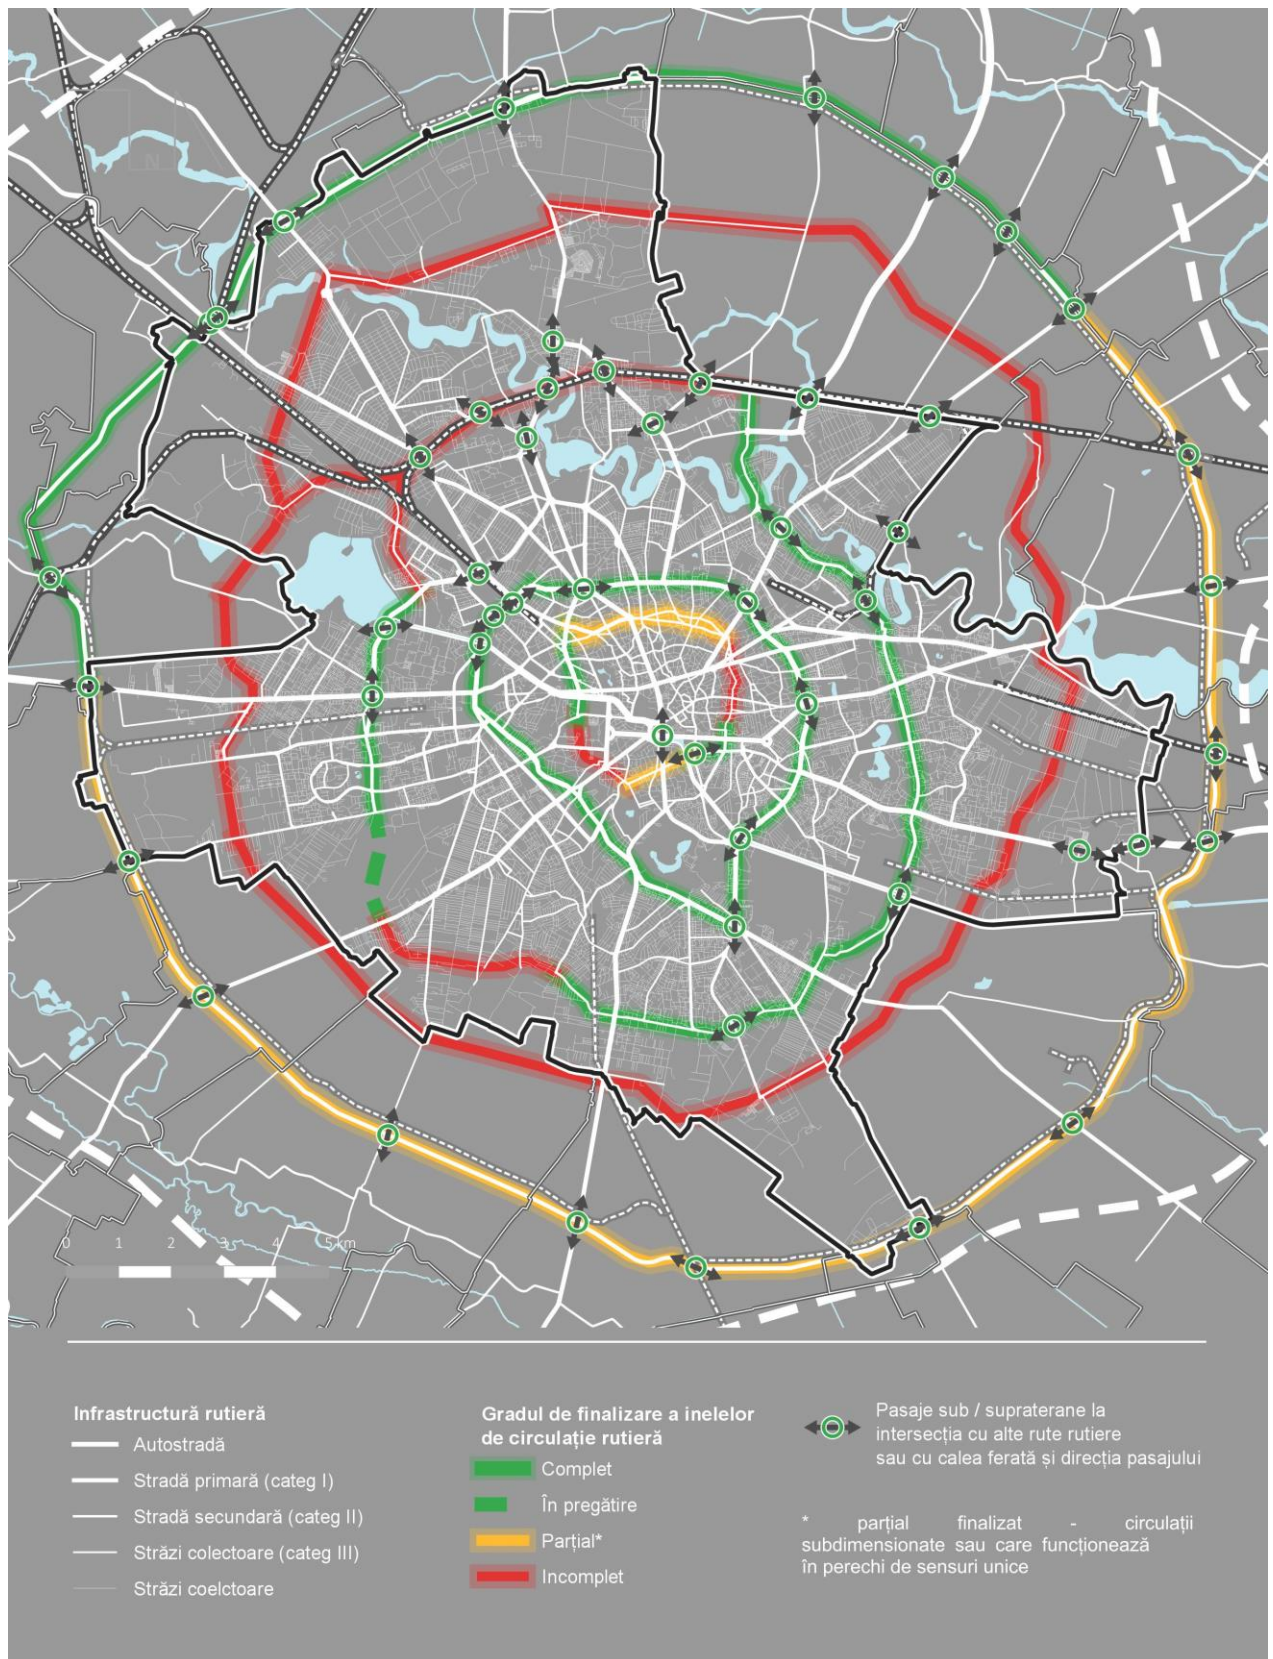 N
0 1 2 3 4 5 km
Infrastructură rutieră
Autostradă
Stradă primară (categ I)
Stradă secundară (categ II)
Străzi colectoare (categ III)
Străzi coelctoare
Gradul de finalizare a inelelor
de circulație rutieră
Complet
În pregătire
Parțial*
Incomplet
Pasaje sub / supraterane la
intersecția cu alte rute rutiere
sau cu calea ferată și direcția pasajului
* parțial finalizat - circulații
subdimensionate sau care funcționează
în perechi de sensuri unice